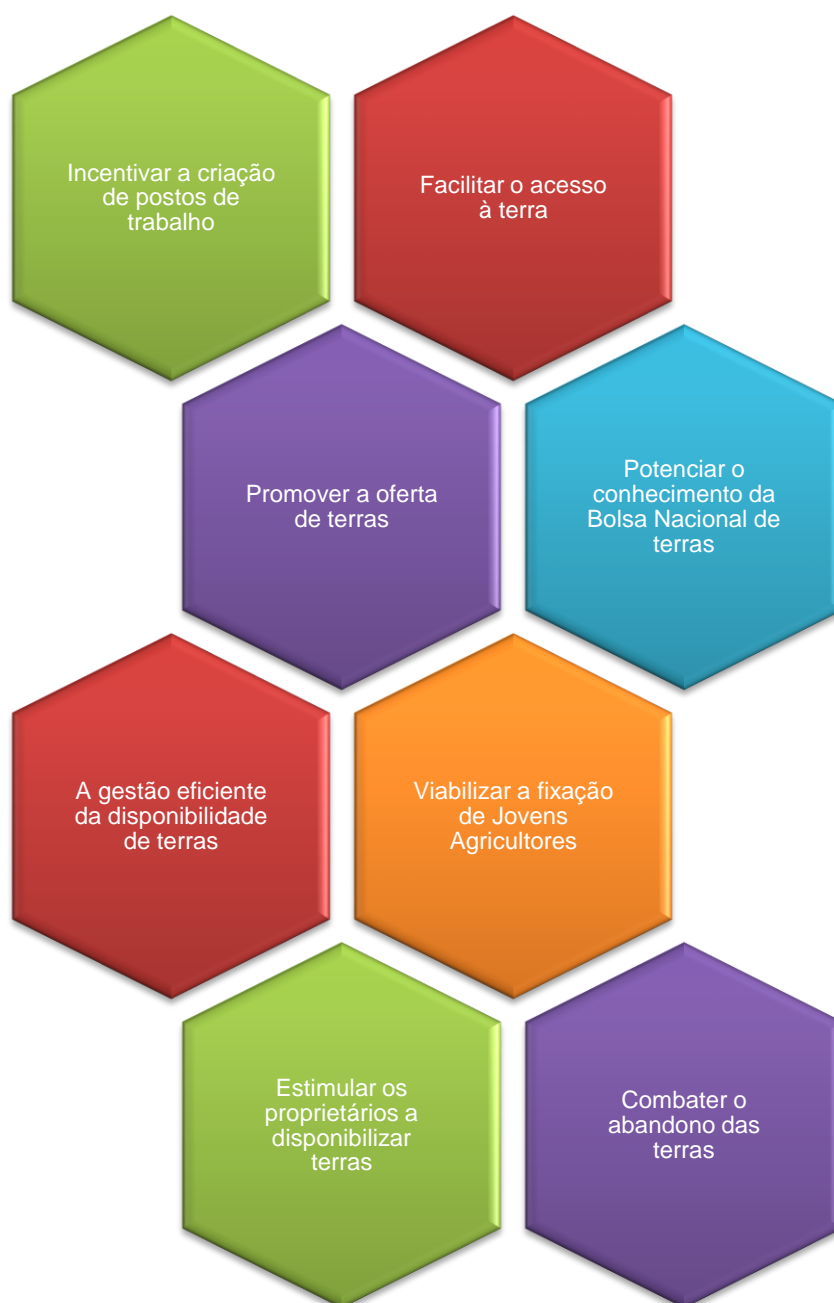 Incentivar a criação
de postos de
trabalho
Facilitar o acesso
à terra
Promover a oferta
de terras
Potenciar o
conhecimento da
Bolsa Nacional de
terras
A gestão eficiente
da disponibilidade
de terras
Viabilizar a fixação
de Jovens
Agricultores
Estimular os
proprietários a
disponibilizar
terras
Combater o
abandono das
terras